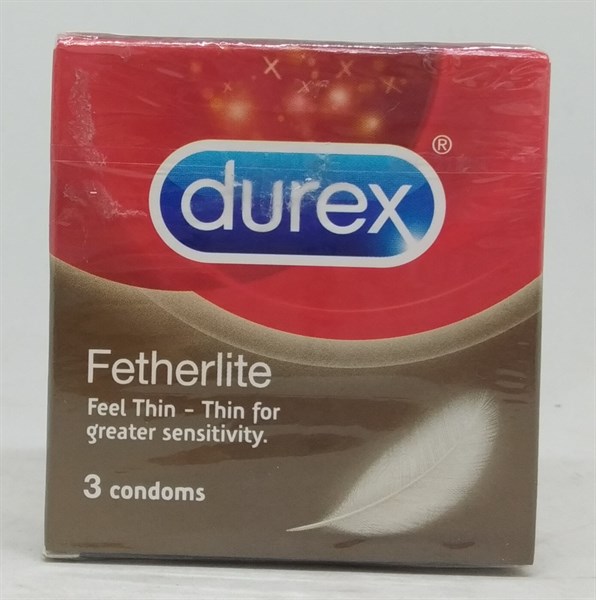 durex®
Fetherlite
Feel Thin - Thin for
greater sensitivity.
3 condoms